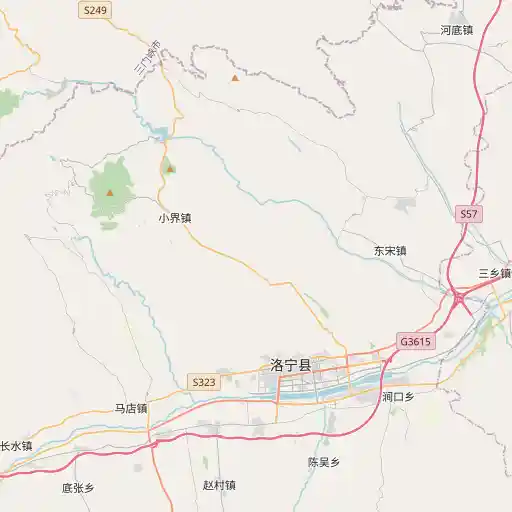 S249
河底镇
三门峡市
小界镇
S57
东宋镇
三乡镇
G3615
洛宁县
S323
涧口乡
马店镇
长水镇
陈吴乡
底张乡
赵村镇